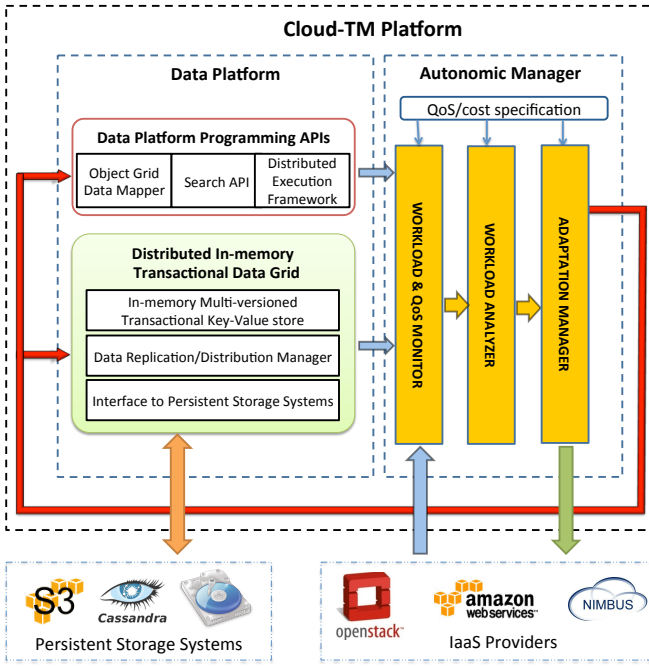 Cloud-TM Platform
Data Platform
Data Platform Programming APIs
Object Grid
Data Mapper
Search API
Distributed
Execution
Framework
Distributed In-memory
Transactional Data Grid
In-memory Multi-versioned
Transactional Key-Value store
Data Replication/Distribution Manager
Interface to Persistent Storage Systems
Autonomic Manager
QoS/cost specification
WORKLOAD & QoS MONITOR
WORKLOAD ANALYZER
ADAPTATION MANAGER
S3
Cassandra
Persistent Storage Systems
openstack™
amazon
webservices™
NIMBUS
IaaS Providers